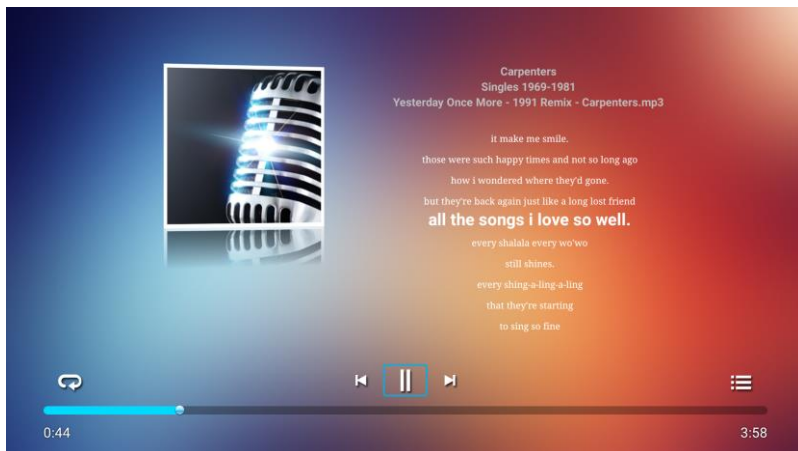 Carpenters
Singles 1969-1981
Yesterday Once More - 1991 Remix - Carpenters.mp3
it make me smile.
those were such happy times and not so long ago
how i wondered where they'd gone.
but they're back again just like a long lost friend
all the songs i love so well.
every shalala every wo'wo
still shines.
every shing-a-ling-a-ling
that they're starting
to sing so fine
0:44
3:58